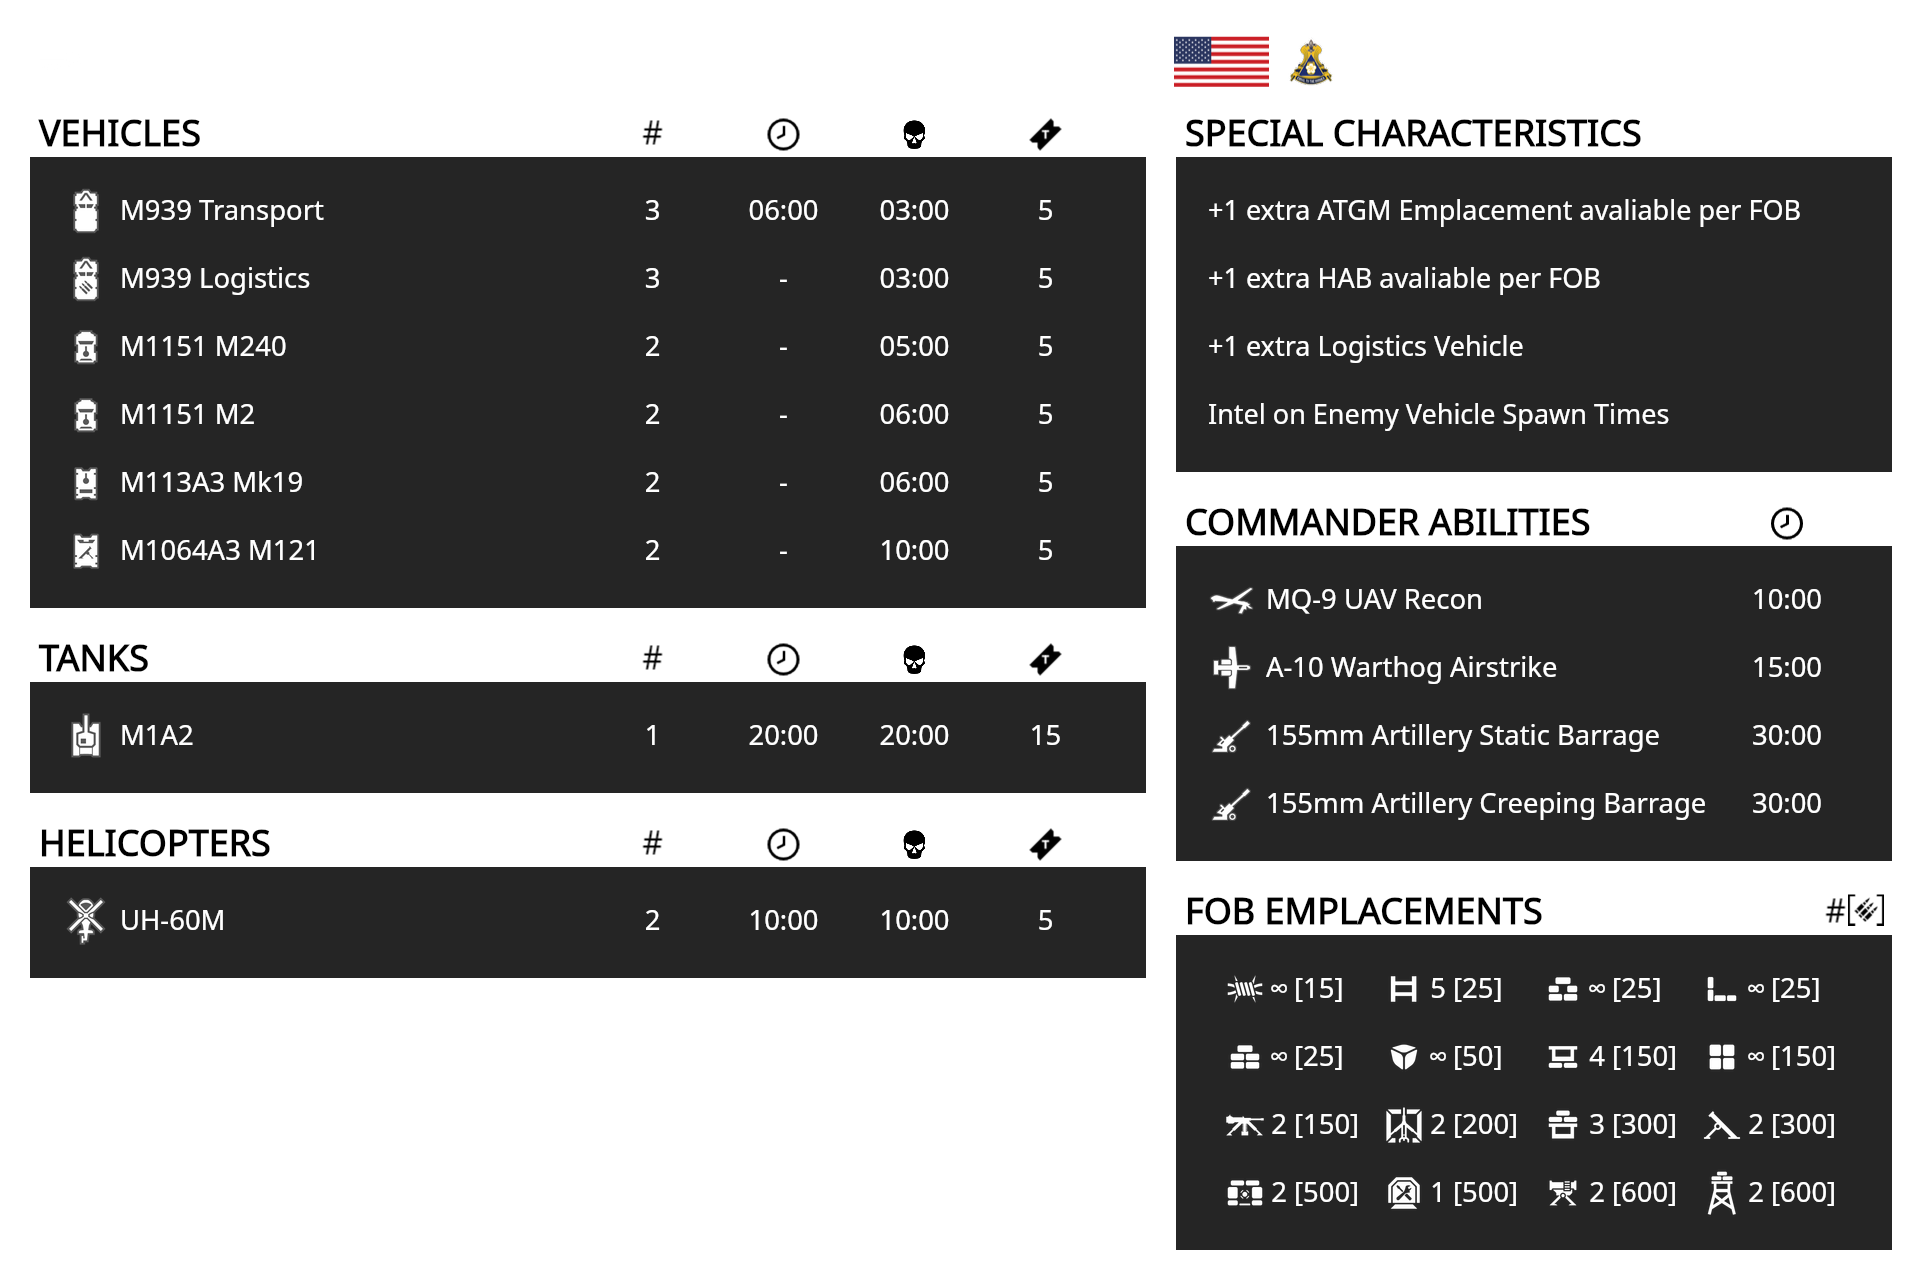 VEHICLES #
M939 Transport 3 06:00 03:00 5
M939 Logistics 3 - 03:00 5
M1151 M240 2 - 05:00 5
M1151 M2 2 - 06:00 5
M113A3 Mk19 2 - 06:00 5
M1064A3 M121 2 - 10:00 5
TANKS #
M1A2 1 20:00 20:00 15
HELICOPTERS #
UH-60M 2 10:00 10:00 5
SPECIAL CHARACTERISTICS
+1 extra ATGM Emplacement avaliable per FOB
+1 extra HAB avaliable per FOB
+1 extra Logistics Vehicle
Intel on Enemy Vehicle Spawn Times
COMMANDER ABILITIES
MQ-9 UAV Recon 10:00
A-10 Warthog Airstrike 15:00
155mm Artillery Static Barrage 30:00
155mm Artillery Creeping Barrage 30:00
FOB EMPLACEMENTS #[ ]
∞ [15] 5 [25] ∞ [25] ∞ [25]
∞ [25] ∞ [50] 4 [150] ∞ [150]
2 [150] 2 [200] 3 [300] 2 [300]
2 [500] 1 [500] 2 [600] 2 [600]